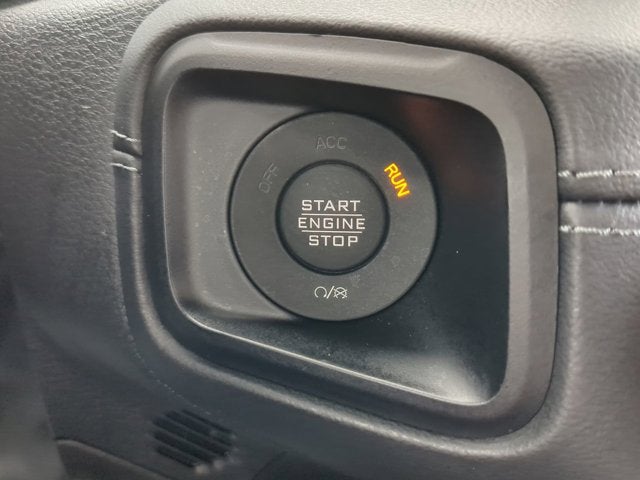 OFF
ACC
RUN
START
ENGINE
STOP